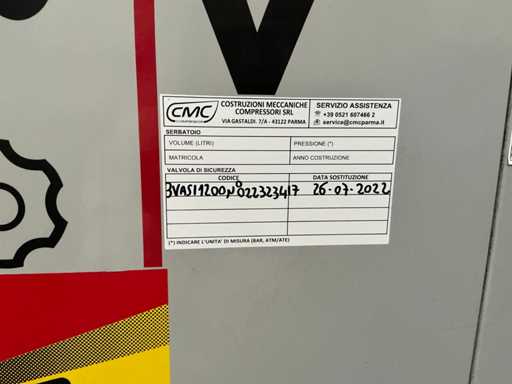 V
CMC
COMPRESSORI
COSTRUZIONI MECCANICHE
COMPRESSORI SRL
VIA GASTALDI. 7/A - 43122 PARMA
SERVIZIO ASSISTENZA
+39 0521 607466 2
service@cmcparma.it
SERBATOIO
VOLUME (LITRI)
PRESSIONE (*)
MATRICOLA
ANNO COSTRUZIONE
VALVOLA DI SICUREZZA
CODICE
DATA SOSTITUZIONE
3VAS11200N°022323417
26-07-2022
(*) INDICARE L'UNITA' DI MISURA (BAR, ATM/ATE)